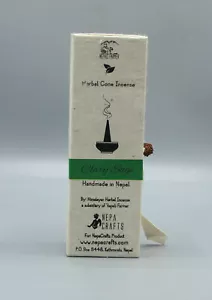 Herbal Cone Incense
Handmade in Nepal
By: Himalayan Herbal Incense
a subsidiary of Nepali Farmer
NEPA
CRAFTS
For NepaCrafts Product
www.nepacrafts.com
P.O. Box 8448, Kathmandu, Nepal